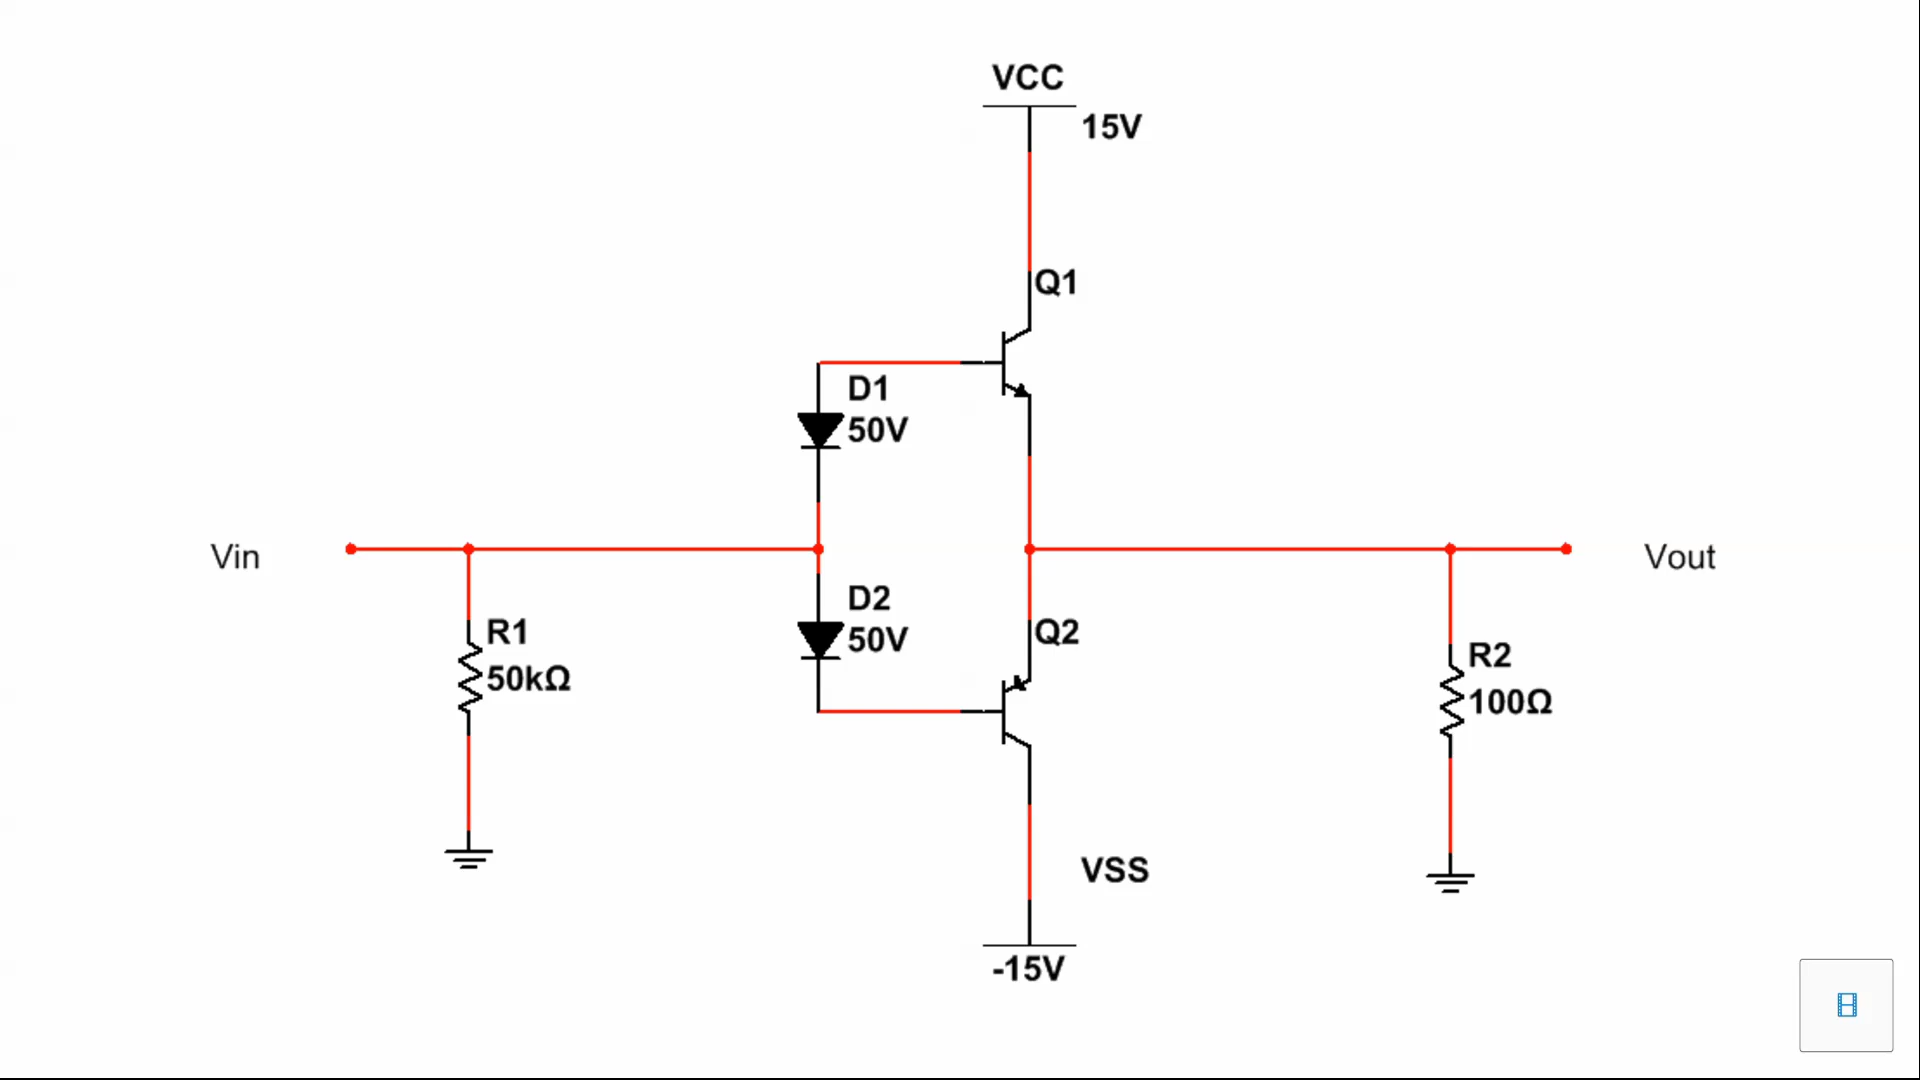 VCC
15V
Q1
D1
50V
Vin
Vout
D2
50V
Q2
R1
50kΩ
R2
100Ω
VSS
-15V